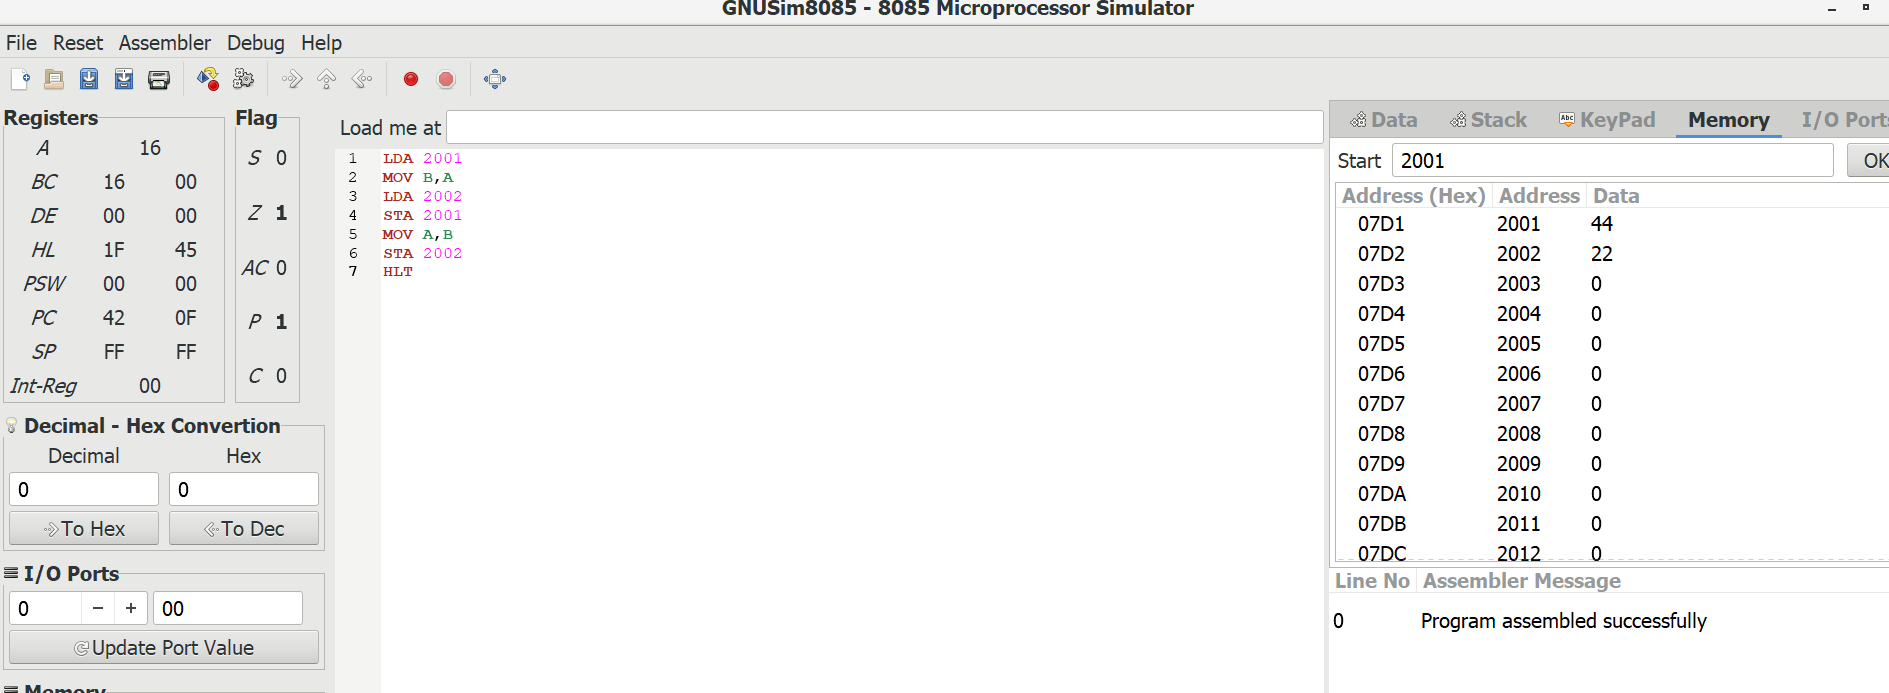 GNUSim8085 - 8085 Microprocessor Simulator
File Reset Assembler Debug Help
Registers
A 16
BC 16 00
DE 00 00
HL 1F 45
PSW 00 00
PC 42 0F
SP FF FF
Int-Reg 00
Flag
S 0
Z 1
AC 0
P 1
C 0
Decimal - Hex Convertion
Decimal Hex
0 0
To Hex To Dec
I/O Ports
0 − + 00
Update Port Value
Memory
Load me at
1 LDA 2001
2 MOV B,A
3 LDA 2002
4 STA 2001
5 MOV A,B
6 STA 2002
7 HLT
Data Stack Abc KeyPad Memory I/O Ports
Start 2001 OK
Address (Hex) Address Data
07D1 2001 44
07D2 2002 22
07D3 2003 0
07D4 2004 0
07D5 2005 0
07D6 2006 0
07D7 2007 0
07D8 2008 0
07D9 2009 0
07DA 2010 0
07DB 2011 0
07DC 2012 0
Line No Assembler Message
0 Program assembled successfully